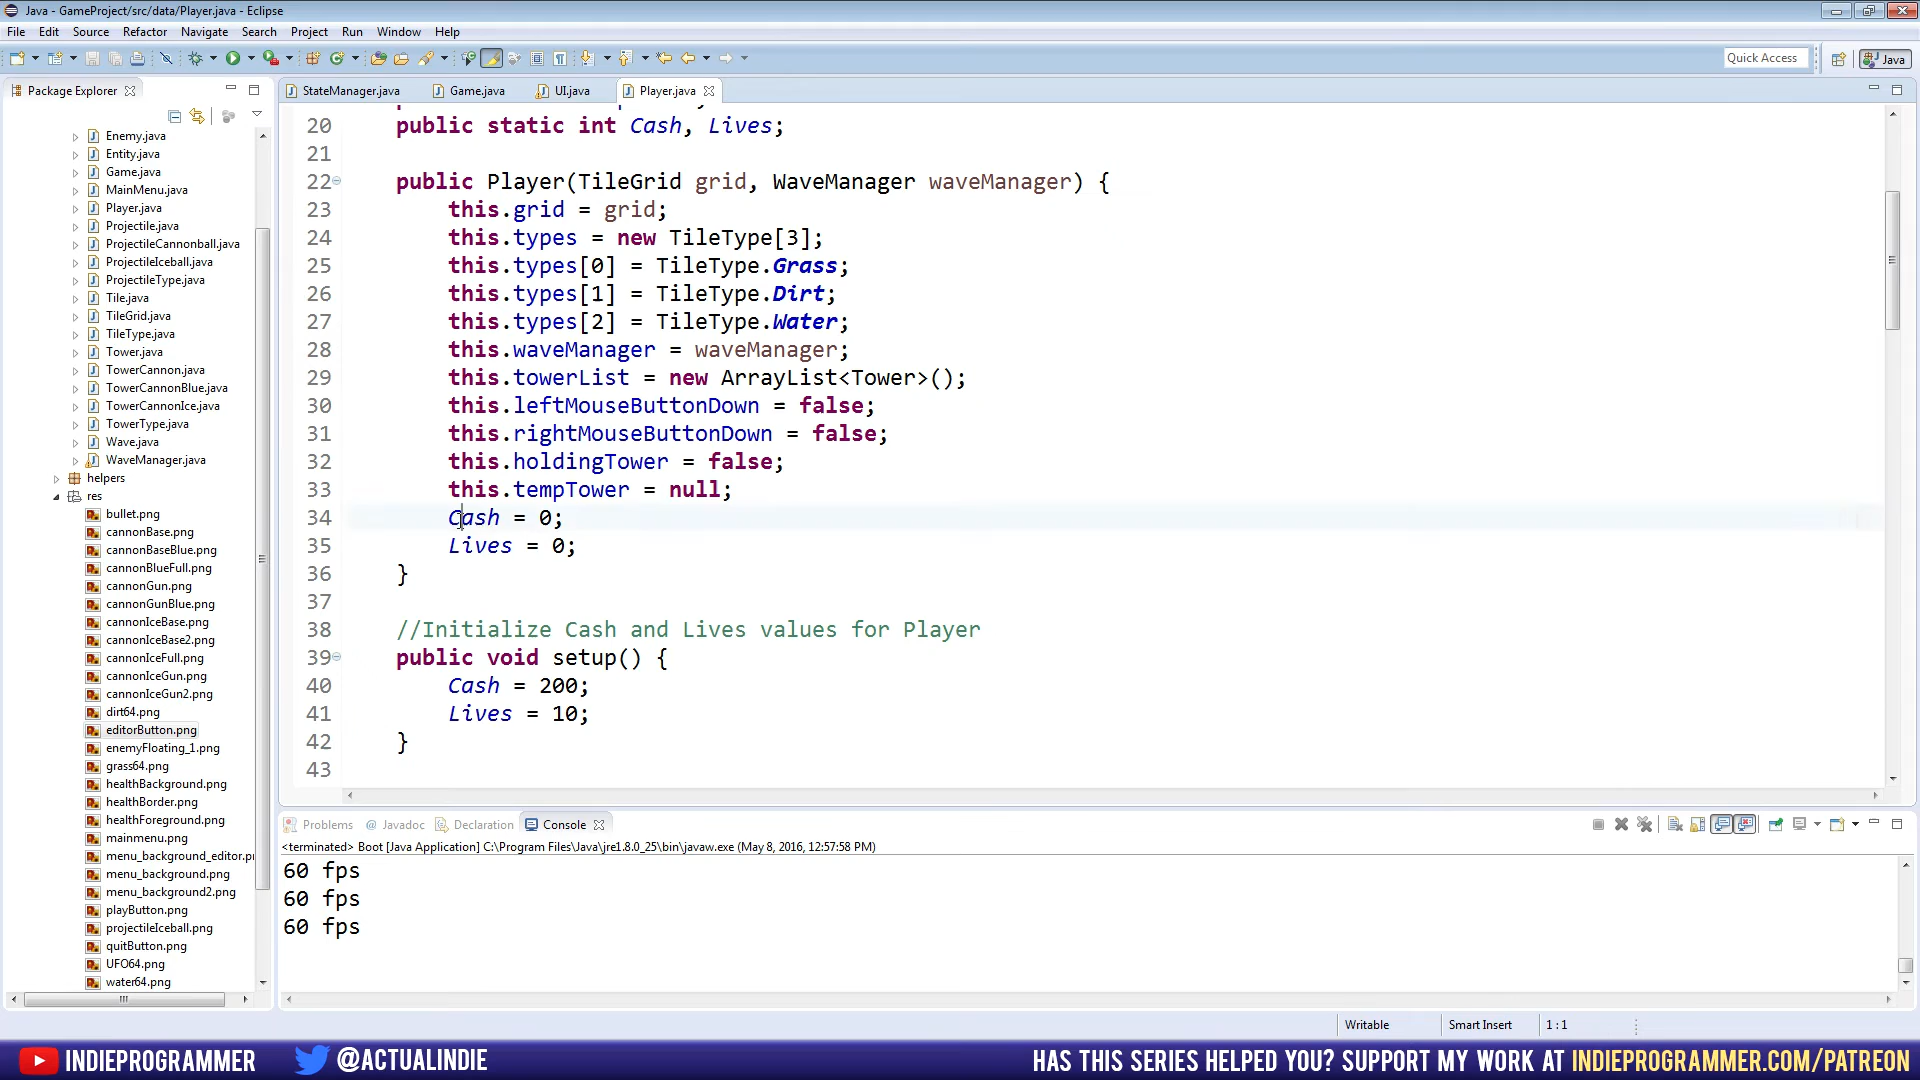 Java - GameProject/src/data/Player.java - Eclipse
File Edit Source Refactor Navigate Search Project Run Window Help
Quick Access
Java
Package Explorer
StateManager.java
Game.java
UI.java
Player.java
Enemy.java
Entity.java
Game.java
MainMenu.java
Player.java
Projectile.java
ProjectileCannonball.java
ProjectileIceball.java
ProjectileType.java
Tile.java
TileGrid.java
TileType.java
Tower.java
TowerCannon.java
TowerCannonBlue.java
TowerCannonIce.java
TowerType.java
Wave.java
WaveManager.java
helpers
res
bullet.png
cannonBase.png
cannonBaseBlue.png
cannonBlueFull.png
cannonGun.png
cannonGunBlue.png
cannonIceBase.png
cannonIceBase2.png
cannonIceFull.png
cannonIceGun.png
cannonIceGun2.png
dirt64.png
editorButton.png
enemyFloating_1.png
grass64.png
healthBackground.png
healthBorder.png
healthForeground.png
mainmenu.png
menu_background_editor.p
menu_background.png
menu_background2.png
playButton.png
projectileIceball.png
quitButton.png
UFO64.png
water64.png
20 public static int Cash, Lives;
21
22 public Player(TileGrid grid, WaveManager waveManager) {
23 this.grid = grid;
24 this.types = new TileType[3];
25 this.types[0] = TileType.Grass;
26 this.types[1] = TileType.Dirt;
27 this.types[2] = TileType.Water;
28 this.waveManager = waveManager;
29 this.towerList = new ArrayList<Tower>();
30 this.leftMouseButtonDown = false;
31 this.rightMouseButtonDown = false;
32 this.holdingTower = false;
33 this.tempTower = null;
34 Cash = 0;
35 Lives = 0;
36 }
37
38 //Initialize Cash and Lives values for Player
39 public void setup() {
40 Cash = 200;
41 Lives = 10;
42 }
43
Problems
@ Javadoc
Declaration
Console
<terminated> Boot [Java Application] C:\Program Files\Java\jre1.8.0_25\bin\javaw.exe (May 8, 2016, 12:57:58 PM)
60 fps
60 fps
60 fps
Writable
Smart Insert
1 : 1
INDIEPROGRAMMER
@ACTUALINDIE
HAS THIS SERIES HELPED YOU? SUPPORT MY WORK AT INDIEPROGRAMMER.COM/PATREON